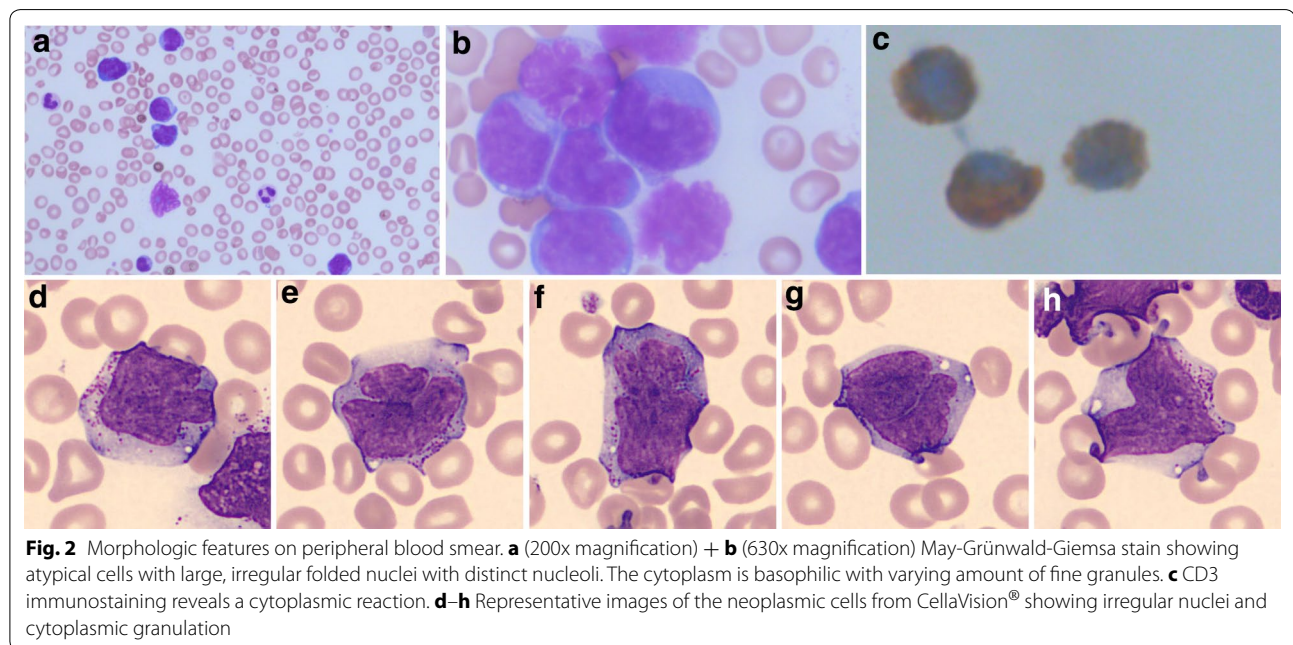 a
b
c
d
e
f
g
h
Fig. 2 Morphologic features on peripheral blood smear. a (200x magnification) + b (630x magnification) May-Grünwald-Giemsa stain showing
atypical cells with large, irregular folded nuclei with distinct nucleoli. The cytoplasm is basophilic with varying amount of fine granules. c CD3
immunostaining reveals a cytoplasmic reaction. d–h Representative images of the neoplasmic cells from CellaVision® showing irregular nuclei and
cytoplasmic granulation